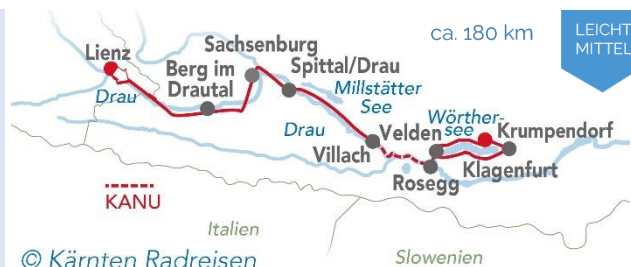 ca. 180 km
LEICHT
MITTEL
Lienz
Sachsenburg
Berg im
Drautal
Spittal/Drau
Drau
Millstätter
See
Drau
Wörther-
see
Velden
Krumpendorf
Villach
Klagenfurt
Rosegg
KANU
Italien
Slowenien
© Kärnten Radreisen